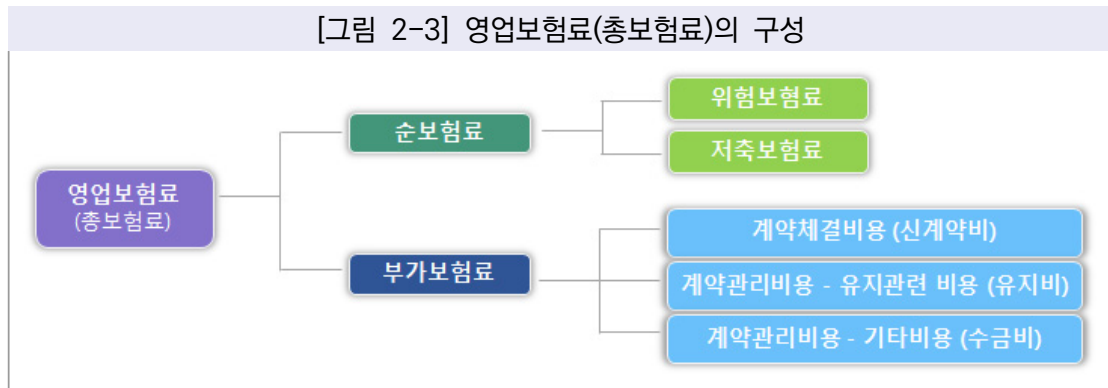 [그림 2-3] 영업보험료(총보험료)의 구성
영업보험료
(총보험료)
순보험료
위험보험료
저축보험료
부가보험료
계약체결비용 (신계약비)
계약관리비용 - 유지관련 비용 (유지비)
계약관리비용 - 기타비용 (수금비)